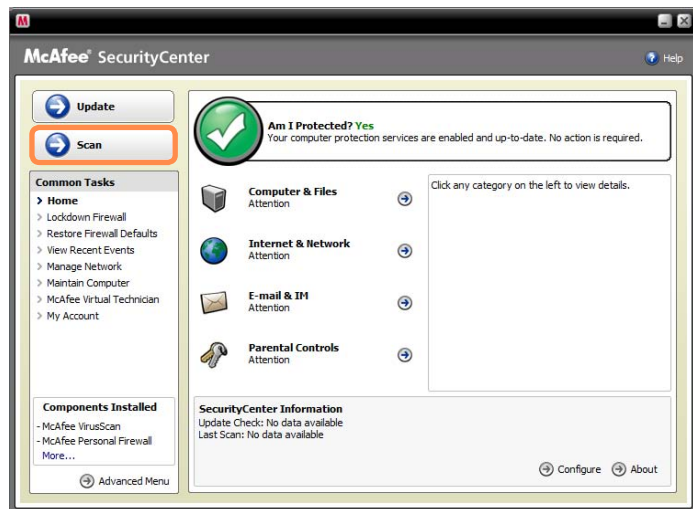 M
McAfee® SecurityCenter
Help
Update
Scan
Common Tasks
> Home
> Lockdown Firewall
> Restore Firewall Defaults
> View Recent Events
> Manage Network
> Maintain Computer
> McAfee Virtual Technician
> My Account
Components Installed
- McAfee VirusScan
- McAfee Personal Firewall
More...
Advanced Menu
Am I Protected? Yes
Your computer protection services are enabled and up-to-date. No action is required.
Computer & Files
Attention
Internet & Network
Attention
E-mail & IM
Attention
Parental Controls
Attention
Click any category on the left to view details.
SecurityCenter Information
Update Check: No data available
Last Scan: No data available
Configure
About